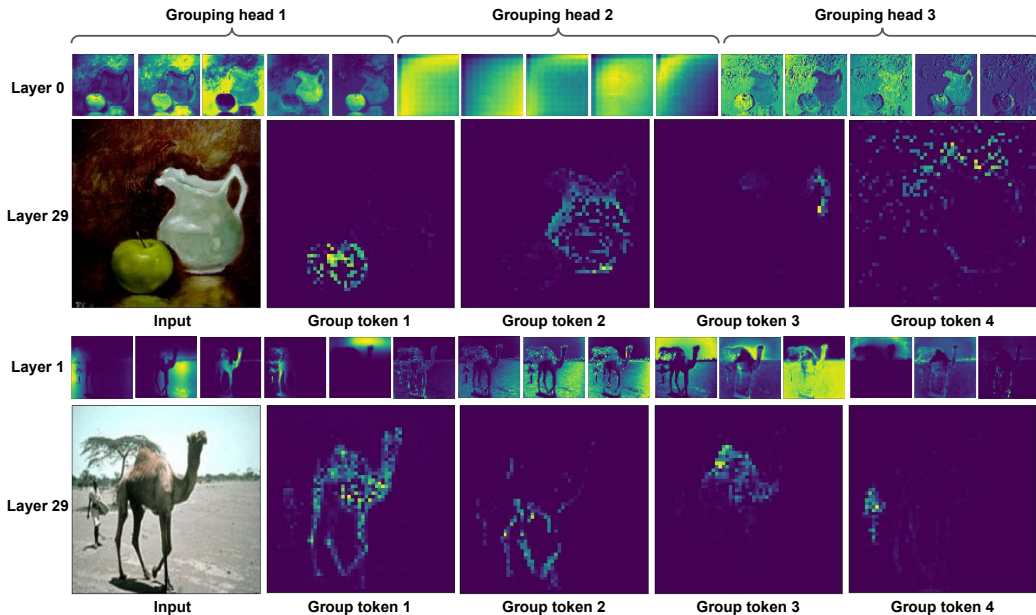 Grouping head 1 Grouping head 2 Grouping head 3
Layer 0
Layer 29
Input Group token 1 Group token 2 Group token 3 Group token 4
Layer 1
Layer 29
Input Group token 1 Group token 2 Group token 3 Group token 4